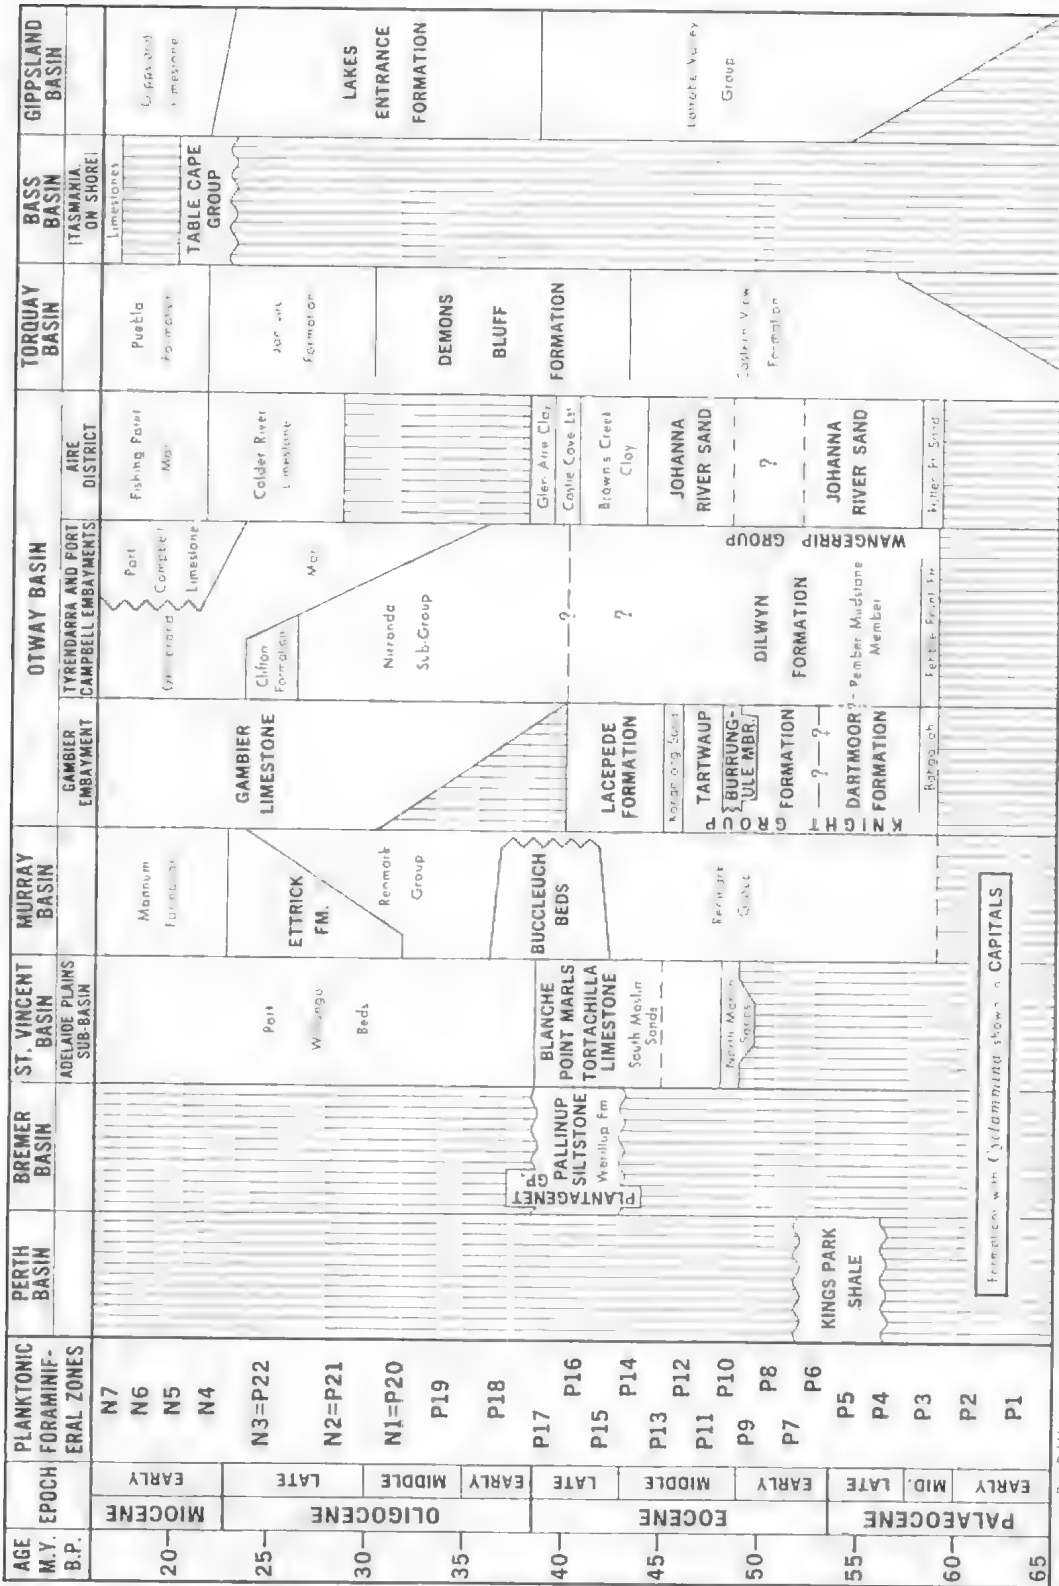 AGE
M.Y.
B.P.
EPOCH
PLANKTONIC
FORAMINIF-
ERAL ZONES
PERTH
BASIN
BREMER
BASIN
ST. VINCENT
BASIN
ADELAIDE PLAINS
SUB-BASIN
MURRAY
BASIN
OTWAY BASIN
GAMBIER
EMBAYMENT
TYRENDARRA AND PORT
CAMPBELL EMBAYMENTS
AIRE
DISTRICT
TORQUAY
BASIN
BASS
BASIN
(TASMANIA,
ON SHORE)
GIPPSLAND
BASIN
20
25
30
35
40
45
50
55
60
65
MIOCENE
EARLY
OLIGOCENE
LATE
MIDDLE
EARLY
EOCENE
LATE
MIDDLE
EARLY
PALAEOCENE
LATE
MID.
EARLY
N7
N6
N5
N4
N3=P22
N2=P21
N1=P20
P19
P18
P17
P16
P15
P14
P13
P12
P11
P10
P9
P8
P7
P6
P5
P4
P3
P2
P1
KINGS PARK
SHALE
PLANTAGENET
GP.
PALLINUP
SILTSTONE
Werillup Fm
Port
Beds
BLANCHE
POINT MARLS
TORTACHILLA
LIMESTONE
South Maslin
Sands
North Maslin
Sands
Mannum
Formation
ETTRICK
FM.
Renmark
Group
BUCCLEUCH
BEDS
Renmark
Group
GAMBIER
LIMESTONE
LACEPEDE
FORMATION
TARTWAUP
BURRUNG-
ULE MBR.
FORMATION
?
?
DARTMOOR
FORMATION
KNIGHT GROUP
Port
Campbell
Limestone
Clifton
Formation
Nirranda
Sub-Group
?
?
DILWYN
FORMATION
? Pember Mudstone
Member
WANGERRIP GROUP
Fishing Point
Marl
Calder River
Limestone
Glen Aire Clay
Castle Cove Lst
Browns Creek
Clay
JOHANNA
RIVER SAND
?
JOHANNA
RIVER SAND
Puebla
Formation
Jan Juc
Formation
DEMONS
BLUFF
FORMATION
Eastern View
Formation
Limestones
TABLE CAPE
GROUP
Gippsland
Limestone
LAKES
ENTRANCE
FORMATION
Latrobe Valley
Group
Formations with Cyclammina shown in CAPITALS